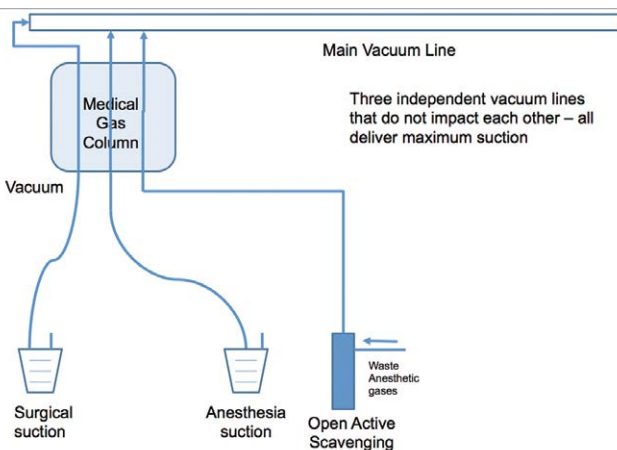 Main Vacuum Line
Medical
Gas
Column
Three independent vacuum lines
that do not impact each other – all
deliver maximum suction
Vacuum
Waste
Anesthetic
gases
Surgical
suction
Anesthesia
suction
Open Active
Scavenging